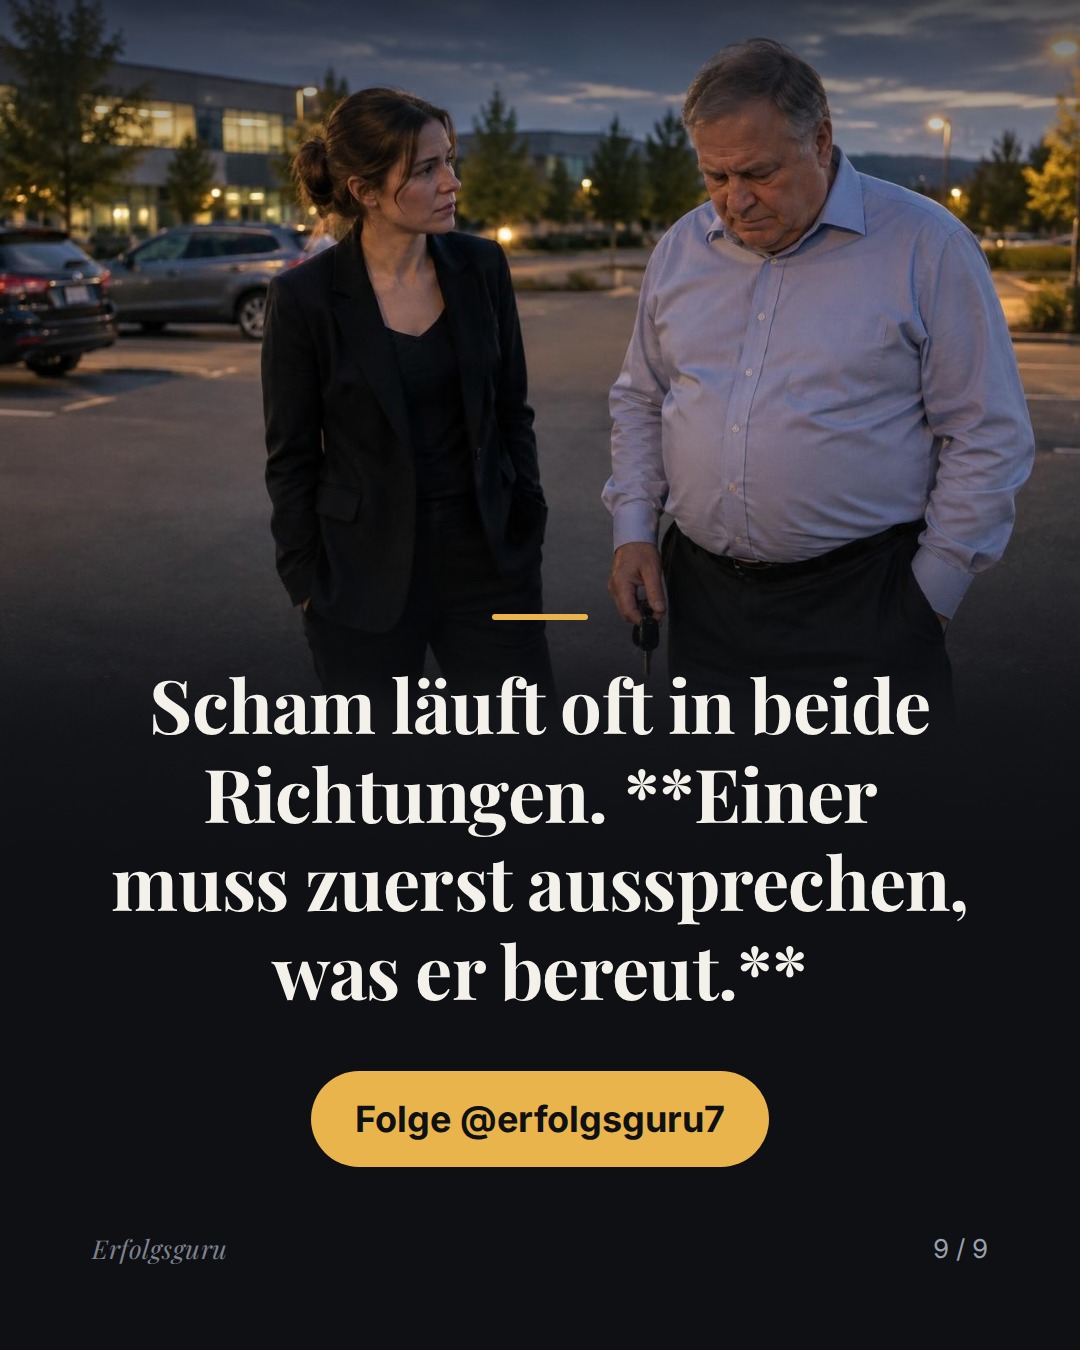 Scham läuft oft in beide
Richtungen. **Einer
muss zuerst aussprechen,
was er bereut.**
Folge @erfolgsguru7
Erfolgsguru
9 / 9